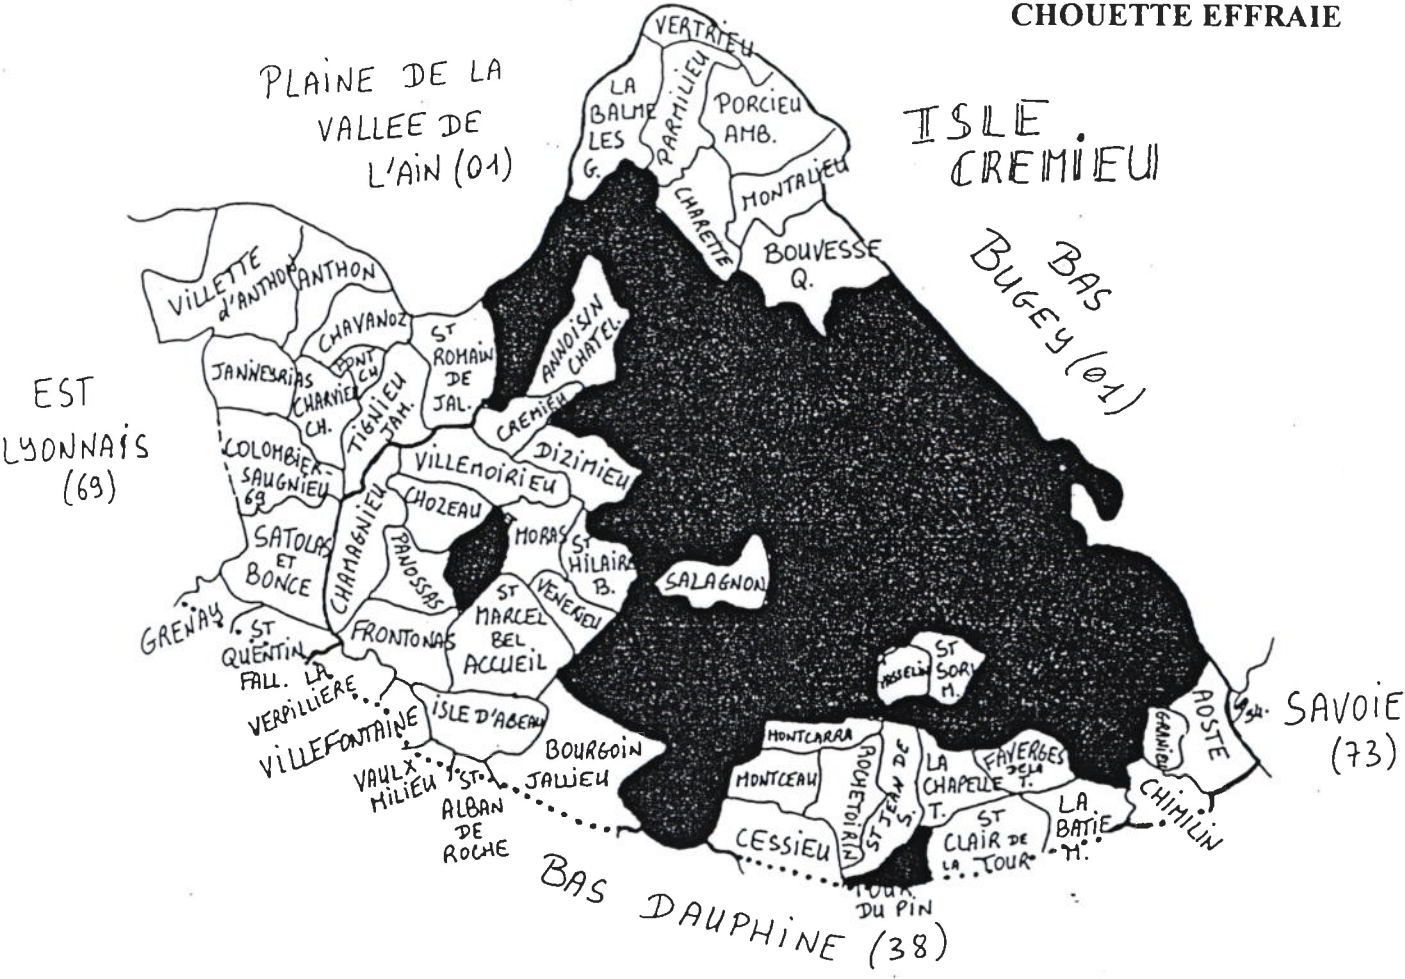 CHOUETTE EFFRAIE
VERTRIEU
PLAINE DE LA
VALLEE DE
L'AIN (01)
LA
BALME
LES
G.
PARMILIEU
PORCIEU
AMB.
ISLE
CREMIEU
MONTALIEU
CHARETTE
BOUVESSE
Q.
BAS
BUGEY (01)
VILLETTE
d'ANTHON
ANTHON
CHAVANOZ
ST
ROMAIN
DE
JAL.
ANNOISIN
CHATEL.
JANNEYRIAS
PONT
CH
CHARVIEU
CH.
TIGNIEU
JAM.
CREMIEU
EST
LYONNAIS
(69)
COLOMBIER-
SAUGNIEU
69
VILLEMOIRIEU
DIZIMIEU
CHOZEAU
SATOLAS
ET
BONCE
CHAMAGNIEU
PANOSSAS
MORAS
ST
HILAIRE
B.
SALAGNON
VENERIEU
ST
MARCEL
BEL
ACCUEIL
GRENAY
ST
QUENTIN
FALL.
FRONTONAS
LA
VERPILLIERE
VILLEFONTAINE
ISLE D'ABEAU
VAULX
MILIEU
ST
ALBAN
DE
ROCHE
BOURGOIN
JALLIEU
ST
SOR
M.
MONTCARRA
MONTCEAU
ROCHETOIRIN
ST JEAN DE
S.
LA
CHAPELLE
T.
FAVERGES
DE LA
T.
GRANIEU
AOSTE
SAVOIE
(73)
CESSIEU
ST
CLAIR DE
LA TOUR
LA
BATIE
M.
CHIMILIN
TOUR
DU PIN
BAS DAUPHINE (38)